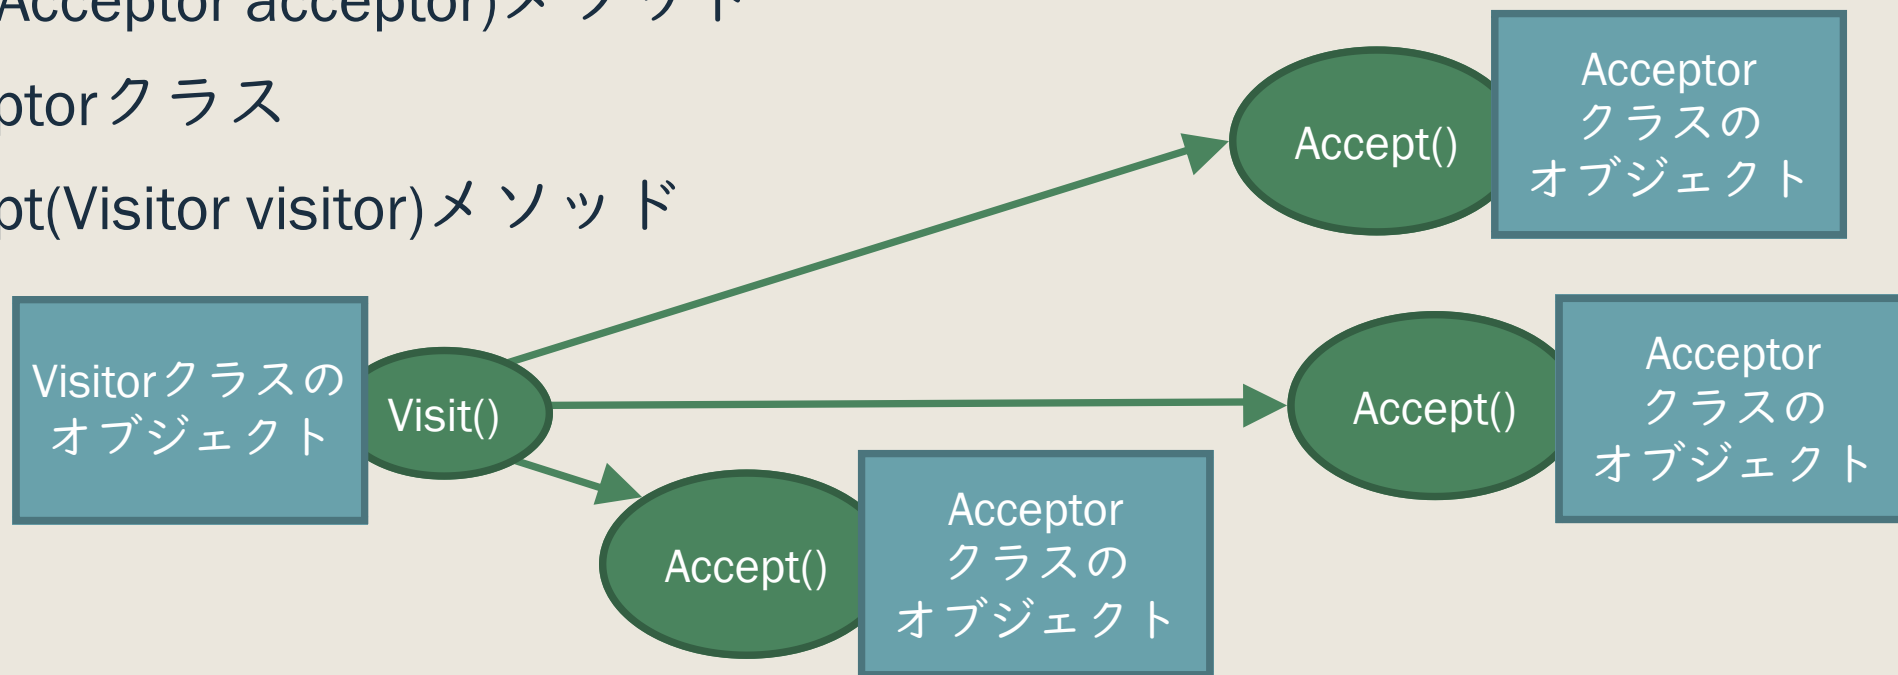 Acceptor acceptor)メソッド
ptorクラス
pt(Visitor visitor)メソッド
Acceptor
クラスの
オブジェクト
Accept()
Visitorクラスの
オブジェクト
Visit()
Accept()
Acceptor
クラスの
オブジェクト
Accept()
Acceptor
クラスの
オブジェクト